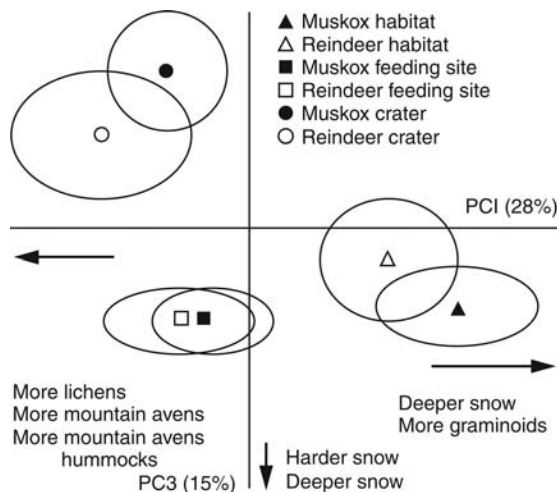 Muskox habitat
Reindeer habitat
Muskox feeding site
Reindeer feeding site
Muskox crater
Reindeer crater
PCI (28%)
More lichens
More mountain avens
More mountain avens
hummocks
PC3 (15%)
Deeper snow
More graminoids
Harder snow
Deeper snow